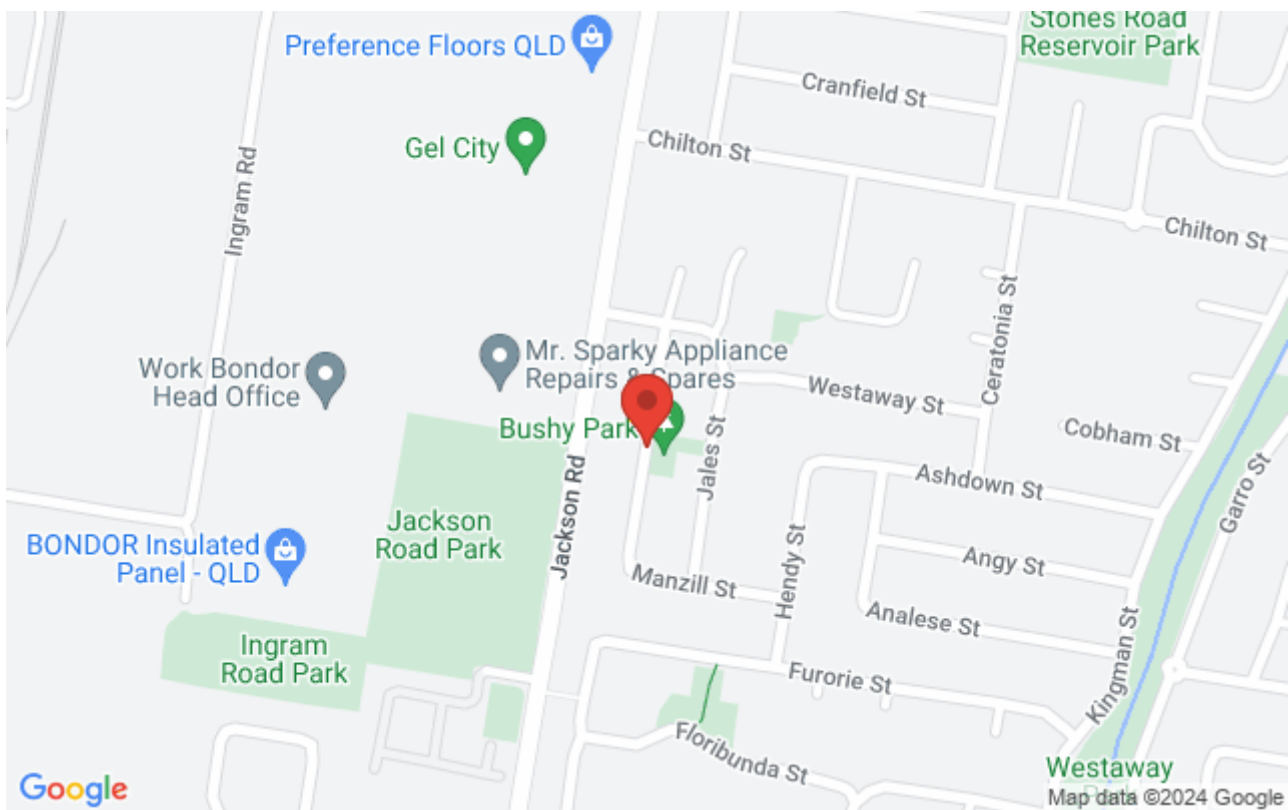 Stones Road
Reservoir Park
Preference Floors QLD
Cranfield St
Gel City
Chilton St
Ingram Rd
Chilton St
Ceratonia St
Mr. Sparky Appliance
Repairs & Spares
Work Bondor
Head Office
Westaway St
Bushy Park
Cobham St
Jales St
Ashdown St
Garro St
Jackson Rd
Jackson
Road Park
BONDOR Insulated
Panel - QLD
Hendy St
Angy St
Manzill St
Analese St
Ingram
Road Park
Furorie St
Kingman St
Floribunda St
Westaway
Google
Map data ©2024 Google